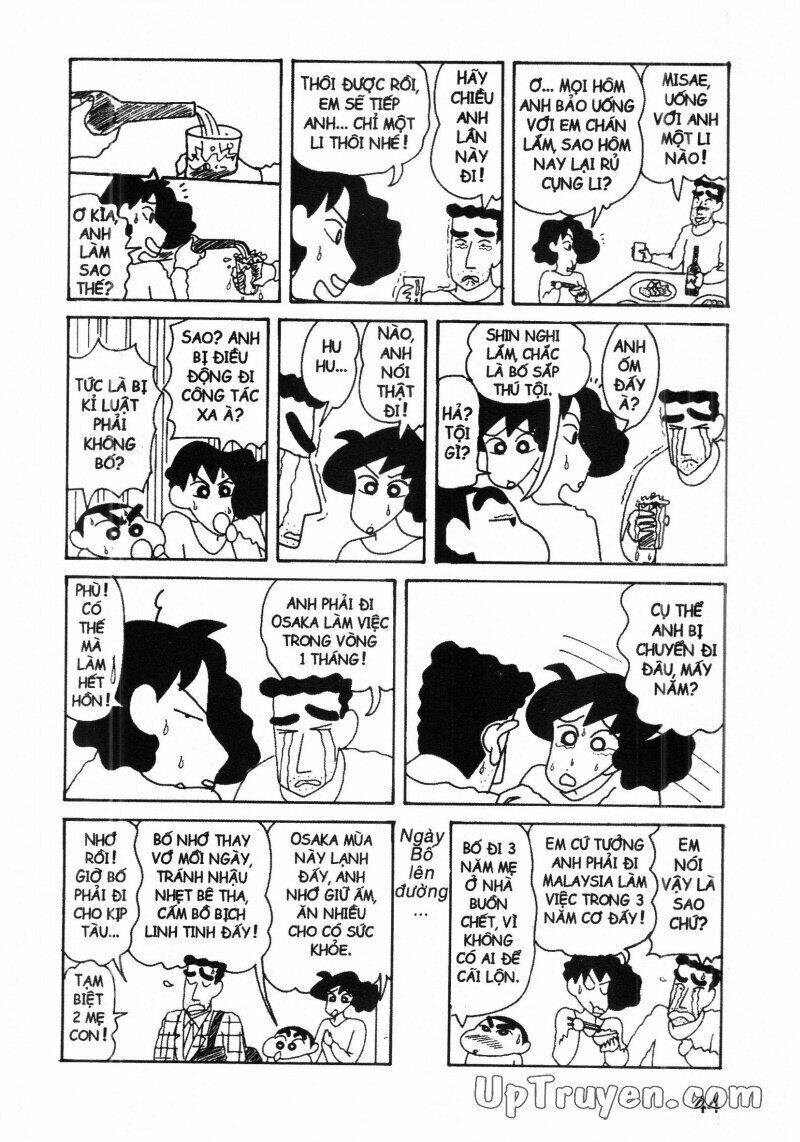 MISAE,
UỐNG
VỚI ANH
MỘT LI
NÀO!
Ơ... MỌI HÔM
ANH BẢO UỐNG
VỚI EM CHÁN
LẮM, SAO HÔM
NAY LẠI RỦ
CỤNG LI?
HÃY
CHIỀU
ANH
LẦN
NÀY
ĐI!
THÔI ĐƯỢC RỒI,
EM SẼ TIẾP
ANH... CHỈ MỘT
LI THÔI NHÉ!
Ơ KÌA,
ANH
LÀM
SAO
THẾ?
ANH
ỐM
ĐẤY
À?
SHIN NGHI
LẮM, CHẮC
LÀ BỐ SẮP
THÚ TỘI.
HẢ?
TỘI
GÌ?
NÀO,
ANH
NÓI
THẬT
ĐI!
HU
HU...
SAO? ANH
BỊ ĐIỀU
ĐỘNG ĐI
CÔNG TÁC
XA À?
TỨC LÀ BỊ
KỈ LUẬT
PHẢI
KHÔNG
BỐ?
CỤ THỂ
ANH BỊ
CHUYỂN ĐI
ĐÂU, MẤY
NĂM?
ANH PHẢI ĐI
OSAKA LÀM VIỆC
TRONG VÒNG
1 THÁNG!
PHÙ!
CÓ
THẾ
MÀ
LÀM
HẾT
HỒN!
EM
NÓI
VẬY LÀ
SAO
CHỨ?
EM CỨ TƯỞNG
ANH PHẢI ĐI
MALAYSIA LÀM
VIỆC TRONG 3
NĂM CƠ ĐẤY!
BỐ ĐI 3
NĂM MẸ
Ở NHÀ
BUỒN
CHẾT, VÌ
KHÔNG
CÓ AI ĐỂ
CÃI LỘN.
Ngày
Bố
lên
đường
...
OSAKA MÙA
NÀY LẠNH
ĐẤY, ANH
NHỚ GIỮ ẤM,
ĂN NHIỀU
CHO CÓ SỨC
KHỎE.
BỐ NHỚ THAY
VỚ MỖI NGÀY,
TRÁNH NHẬU
NHẸT BÊ THA,
CẤM BỒ BỊCH
LINH TINH ĐẤY!
NHỚ
RỒI!
GIỜ BỐ
PHẢI ĐI
CHO KỊP
TÀU...
TẠM
BIỆT
2 MẸ
CON!
UpTruyen.com
44